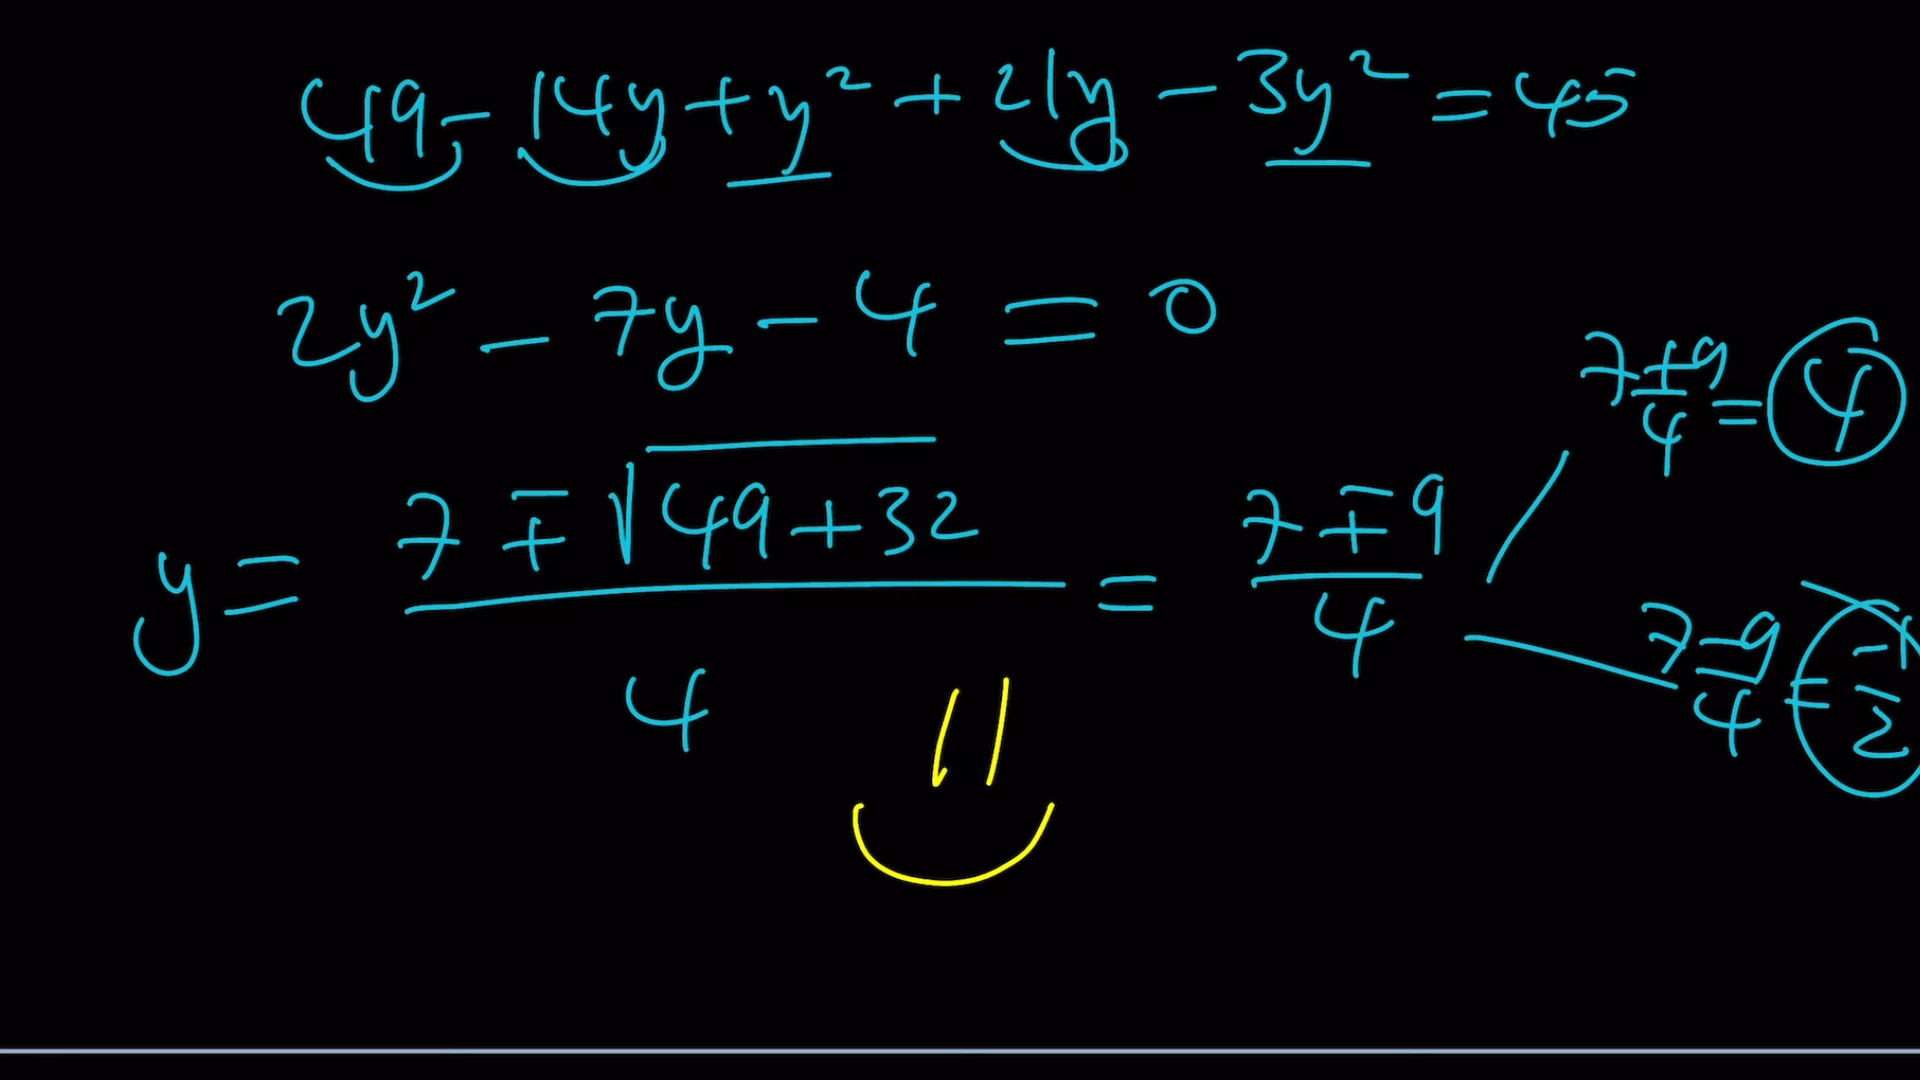 49 - 14y + y² + 21y - 3y² = 45
2y² - 7y - 4 = 0
y = (7 ∓ √(49+32))/4 = (7 ∓ 9)/4
(7+9)/4 = 4
(7-9)/4 = -1/2